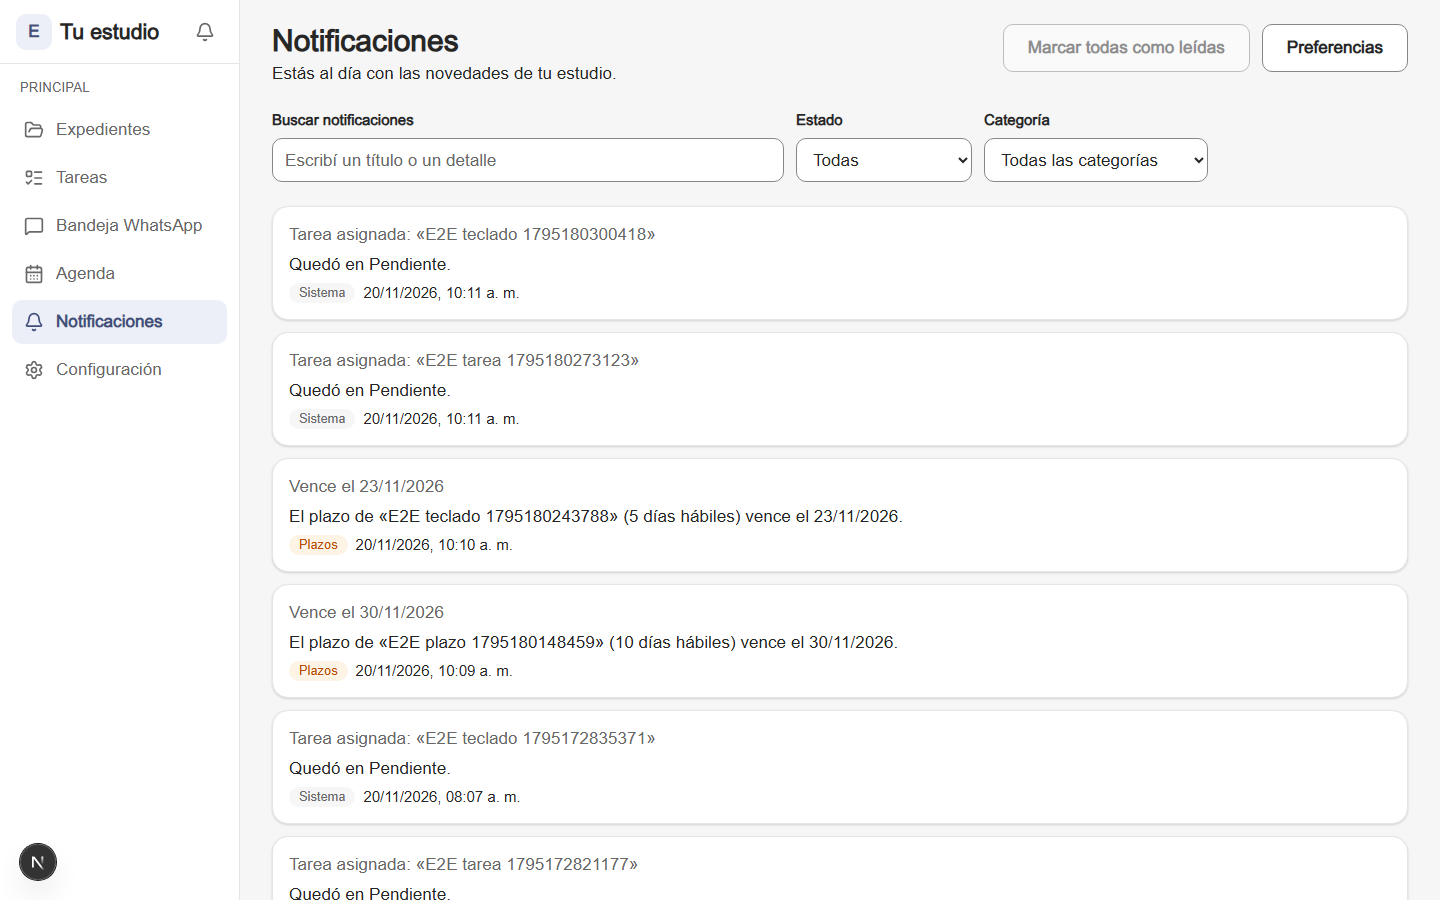 E Tu estudio
PRINCIPAL
Expedientes
Tareas
Bandeja WhatsApp
Agenda
Notificaciones
Configuración
N
Notificaciones
Estás al día con las novedades de tu estudio.
Marcar todas como leídas
Preferencias
Buscar notificaciones
Escribí un título o un detalle
Estado
Todas
Categoría
Todas las categorías
Tarea asignada: «E2E teclado 1795180300418»
Quedó en Pendiente.
Sistema 20/11/2026, 10:11 a. m.
Tarea asignada: «E2E tarea 1795180273123»
Quedó en Pendiente.
Sistema 20/11/2026, 10:11 a. m.
Vence el 23/11/2026
El plazo de «E2E teclado 1795180243788» (5 días hábiles) vence el 23/11/2026.
Plazos 20/11/2026, 10:10 a. m.
Vence el 30/11/2026
El plazo de «E2E plazo 1795180148459» (10 días hábiles) vence el 30/11/2026.
Plazos 20/11/2026, 10:09 a. m.
Tarea asignada: «E2E teclado 1795172835371»
Quedó en Pendiente.
Sistema 20/11/2026, 08:07 a. m.
Tarea asignada: «E2E tarea 1795172821177»
Quedó en Pendiente.